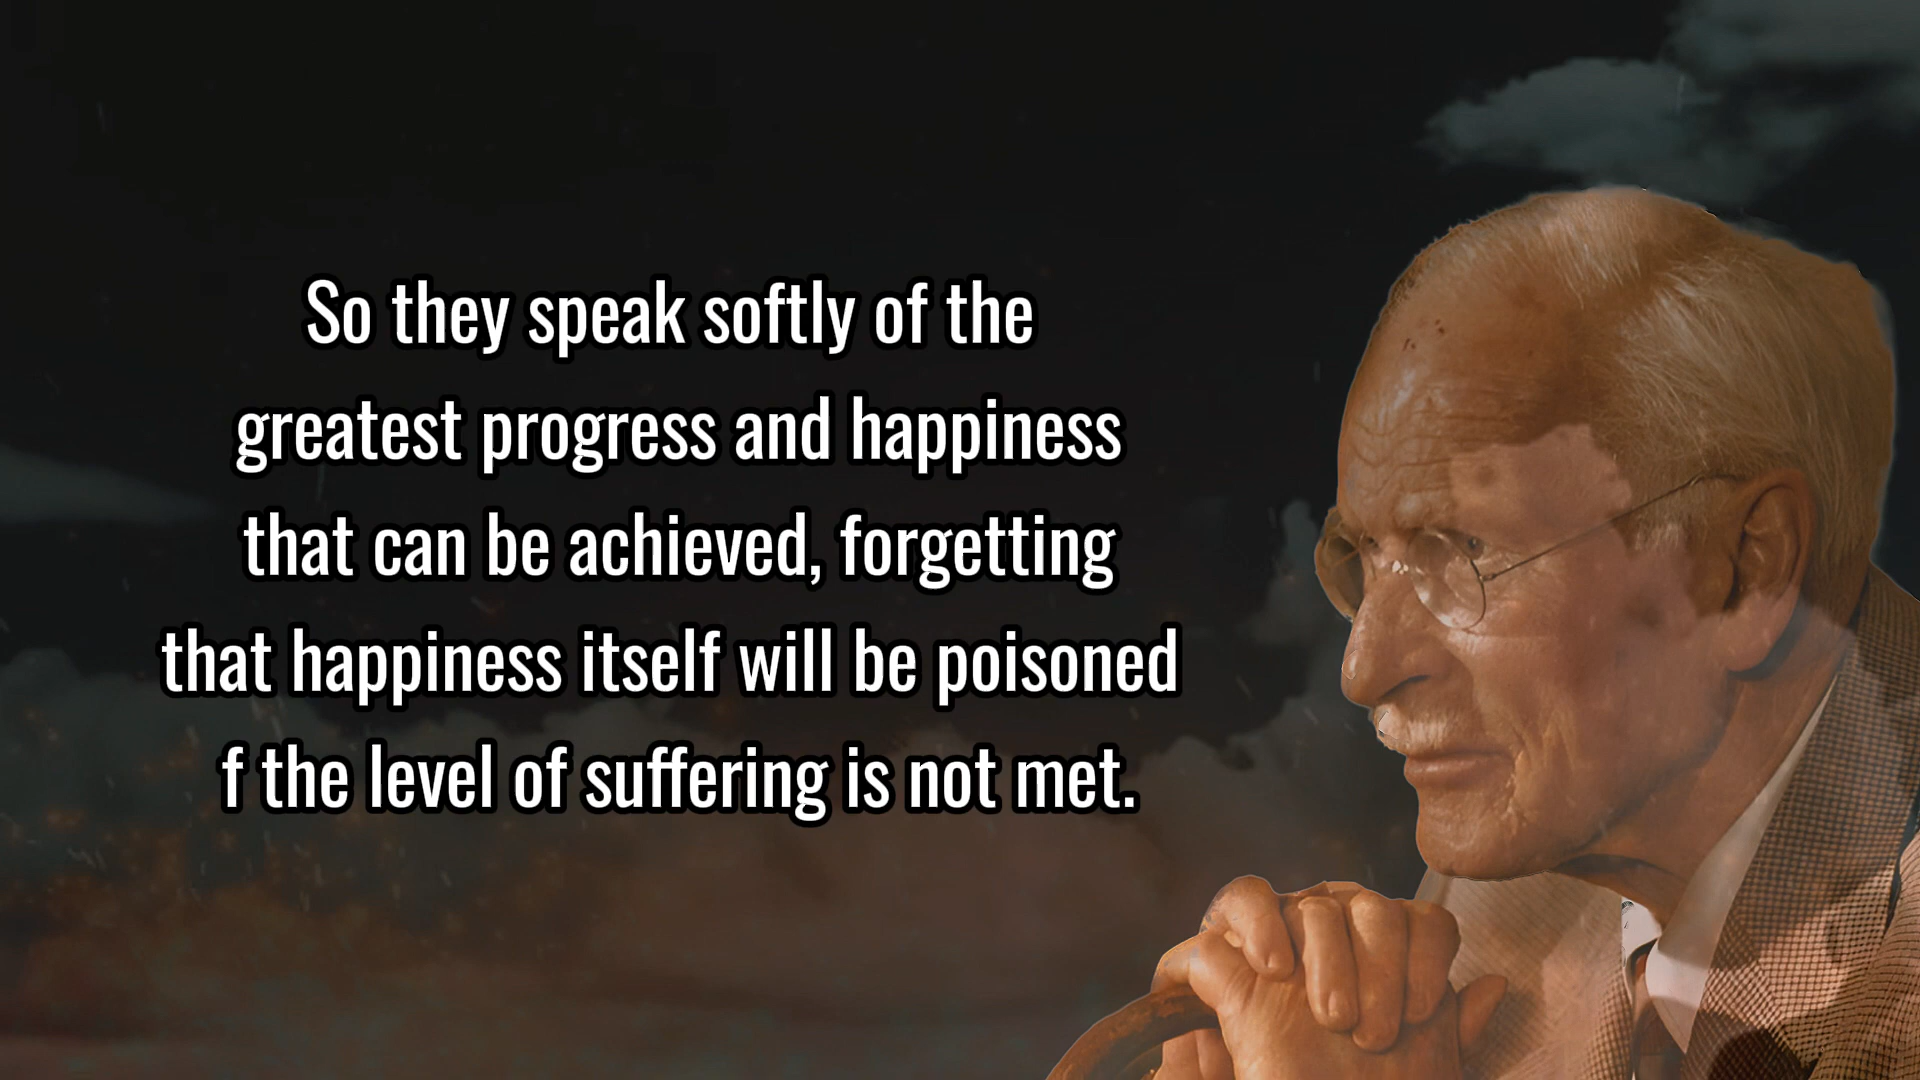 So they speak softly of the
greatest progress and happiness
that can be achieved, forgetting
that happiness itself will be poisoned
f the level of suffering is not met.